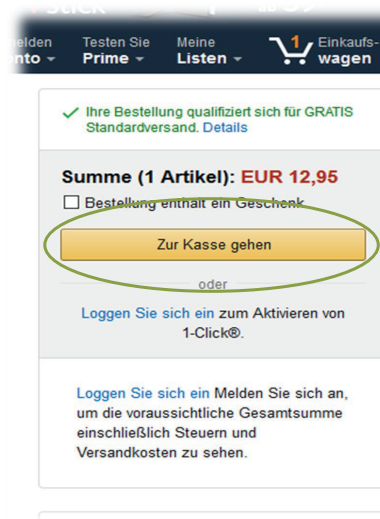 Testen Sie Meine 1 Einkaufs-
Prime Listen wagen
Ihre Bestellung qualifiziert sich für GRATIS
Standardversand. Details
Summe (1 Artikel): EUR 12,95
Bestellung enthält ein Geschenk
Zur Kasse gehen
oder
Loggen Sie sich ein zum Aktivieren von
1-Click®.
Loggen Sie sich ein Melden Sie sich an,
um die voraussichtliche Gesamtsumme
einschließlich Steuern und
Versandkosten zu sehen.